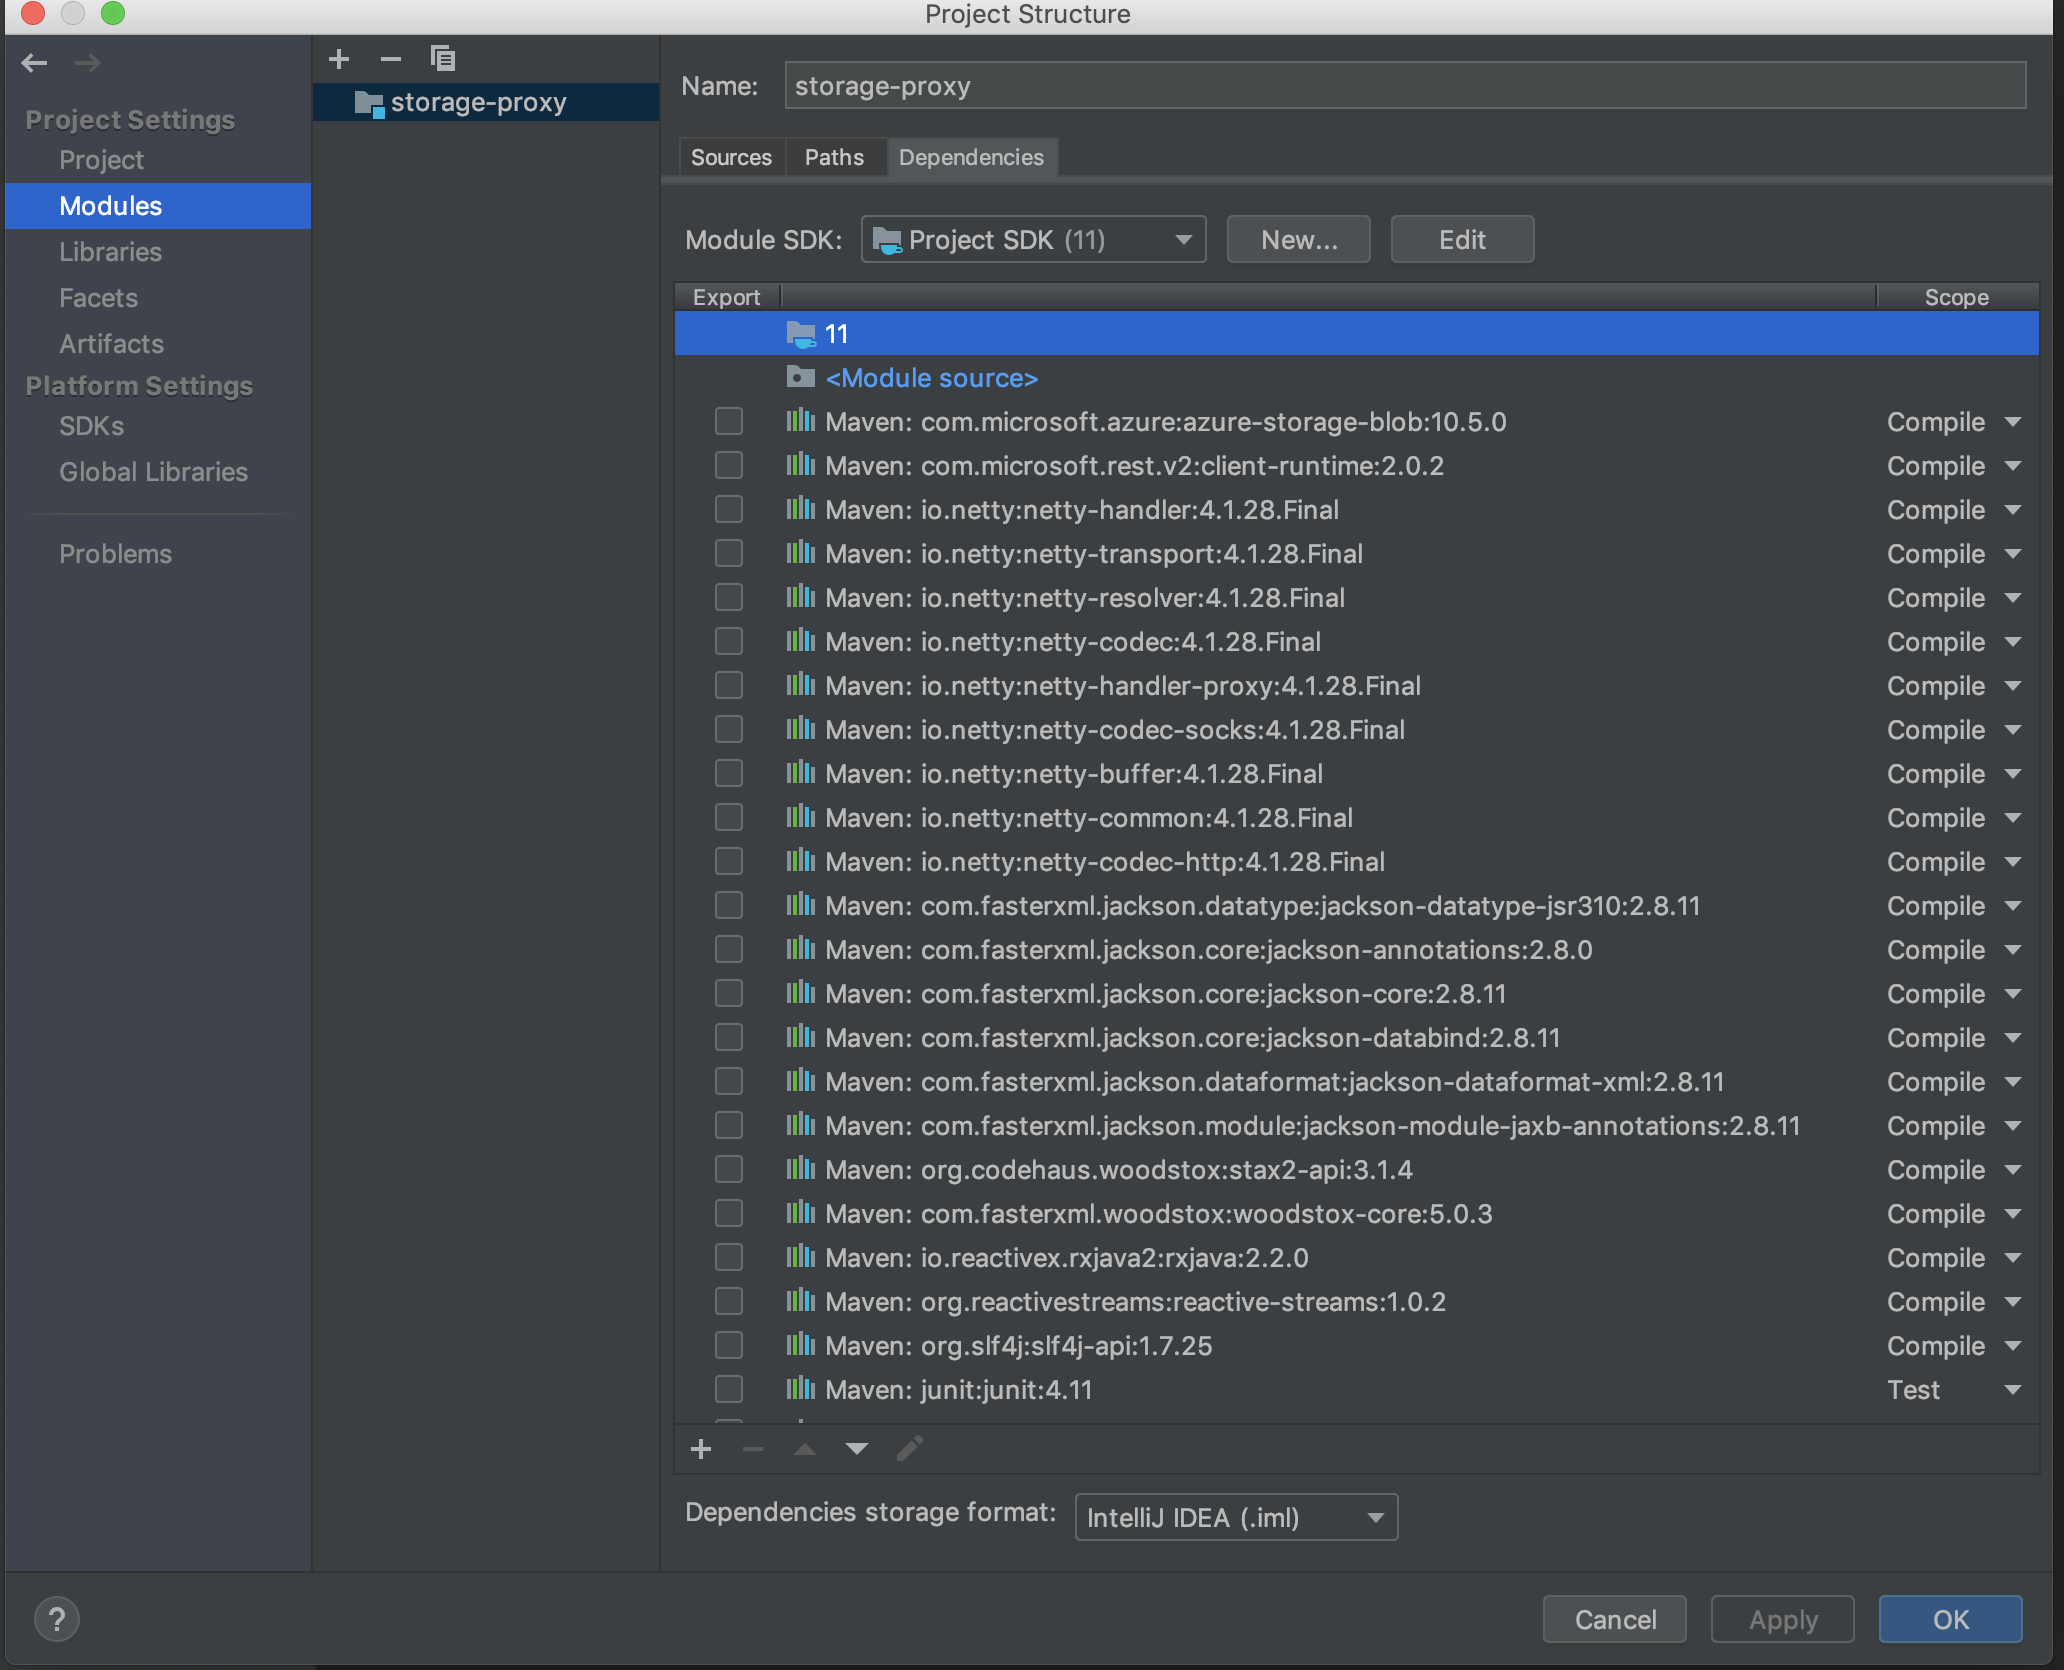 Project Structure
Project Settings
Project
Modules
Libraries
Facets
Artifacts
Platform Settings
SDKs
Global Libraries
Problems
storage-proxy
Name: storage-proxy
Sources Paths Dependencies
Module SDK: Project SDK (11) New... Edit
Export Scope
11
<Module source>
Maven: com.microsoft.azure:azure-storage-blob:10.5.0 Compile
Maven: com.microsoft.rest.v2:client-runtime:2.0.2 Compile
Maven: io.netty:netty-handler:4.1.28.Final Compile
Maven: io.netty:netty-transport:4.1.28.Final Compile
Maven: io.netty:netty-resolver:4.1.28.Final Compile
Maven: io.netty:netty-codec:4.1.28.Final Compile
Maven: io.netty:netty-handler-proxy:4.1.28.Final Compile
Maven: io.netty:netty-codec-socks:4.1.28.Final Compile
Maven: io.netty:netty-buffer:4.1.28.Final Compile
Maven: io.netty:netty-common:4.1.28.Final Compile
Maven: io.netty:netty-codec-http:4.1.28.Final Compile
Maven: com.fasterxml.jackson.datatype:jackson-datatype-jsr310:2.8.11 Compile
Maven: com.fasterxml.jackson.core:jackson-annotations:2.8.0 Compile
Maven: com.fasterxml.jackson.core:jackson-core:2.8.11 Compile
Maven: com.fasterxml.jackson.core:jackson-databind:2.8.11 Compile
Maven: com.fasterxml.jackson.dataformat:jackson-dataformat-xml:2.8.11 Compile
Maven: com.fasterxml.jackson.module:jackson-module-jaxb-annotations:2.8.11 Compile
Maven: org.codehaus.woodstox:stax2-api:3.1.4 Compile
Maven: com.fasterxml.woodstox:woodstox-core:5.0.3 Compile
Maven: io.reactivex.rxjava2:rxjava:2.2.0 Compile
Maven: org.reactivestreams:reactive-streams:1.0.2 Compile
Maven: org.slf4j:slf4j-api:1.7.25 Compile
Maven: junit:junit:4.11 Test
Dependencies storage format: IntelliJ IDEA (.iml)
? Cancel Apply OK